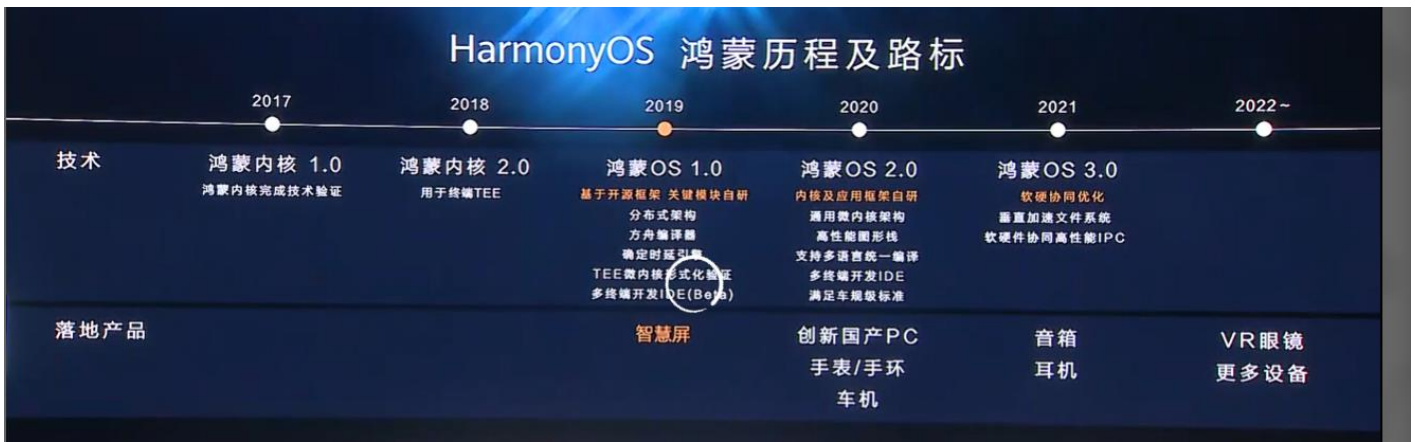 HarmonyOS 鸿蒙历程及路标
2017 2018 2019 2020 2021 2022~
技术
鸿蒙内核 1.0
鸿蒙内核完成技术验证
鸿蒙内核 2.0
用于终端TEE
鸿蒙OS 1.0
基于开源框架 关键模块自研
分布式架构
方舟编译器
确定时延引擎
TEE微内核形式化验证
多终端开发IDE(Beta)
鸿蒙OS 2.0
内核及应用框架自研
通用微内核架构
高性能图形栈
支持多语言统一编译
多终端开发IDE
满足车规级标准
鸿蒙OS 3.0
软硬协同优化
垂直加速文件系统
软硬件协同高性能IPC
落地产品
智慧屏
创新国产PC
手表/手环
车机
音箱
耳机
VR眼镜
更多设备